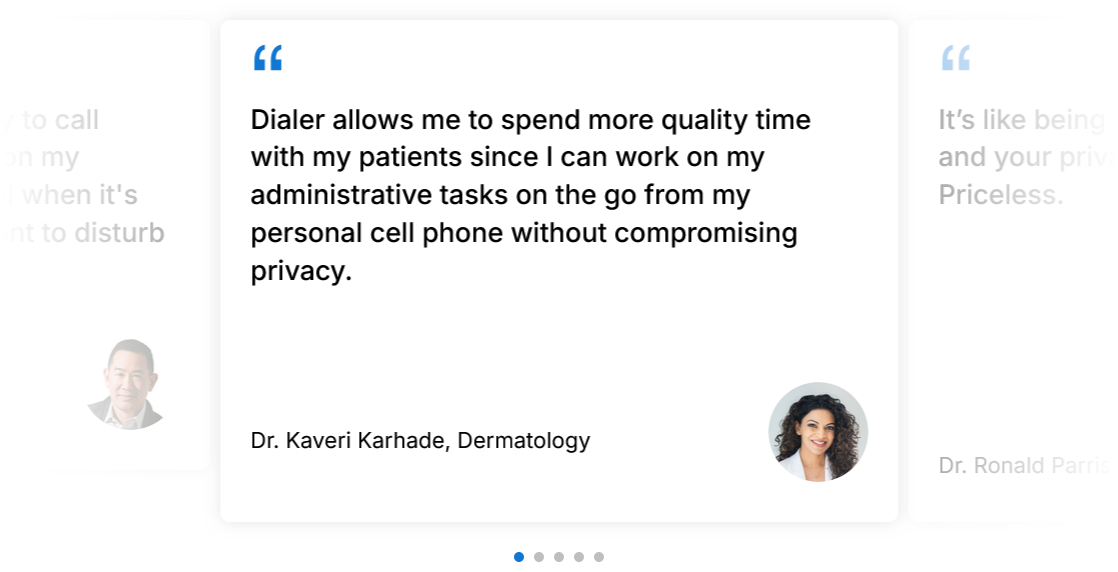 to call
on my
when it's
nt to disturb
“
Dialer allows me to spend more quality time
with my patients since I can work on my
administrative tasks on the go from my
personal cell phone without compromising
privacy.
Dr. Kaveri Karhade, Dermatology
“
It’s like being
and your
Priceless.
Dr. Ronald